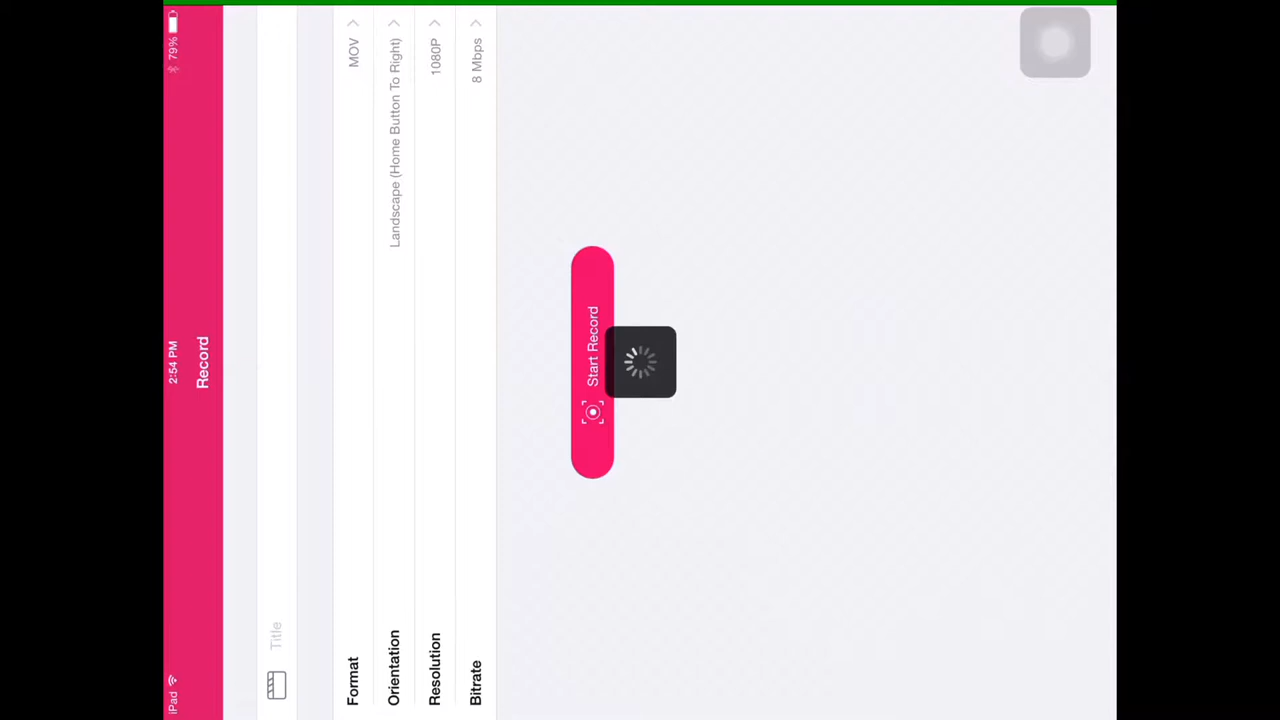 iPad 2:54 PM 79%
Record
Title
Format MOV
Orientation Landscape (Home Button To Right)
Resolution 1080P
Bitrate 8 Mbps
Start Record